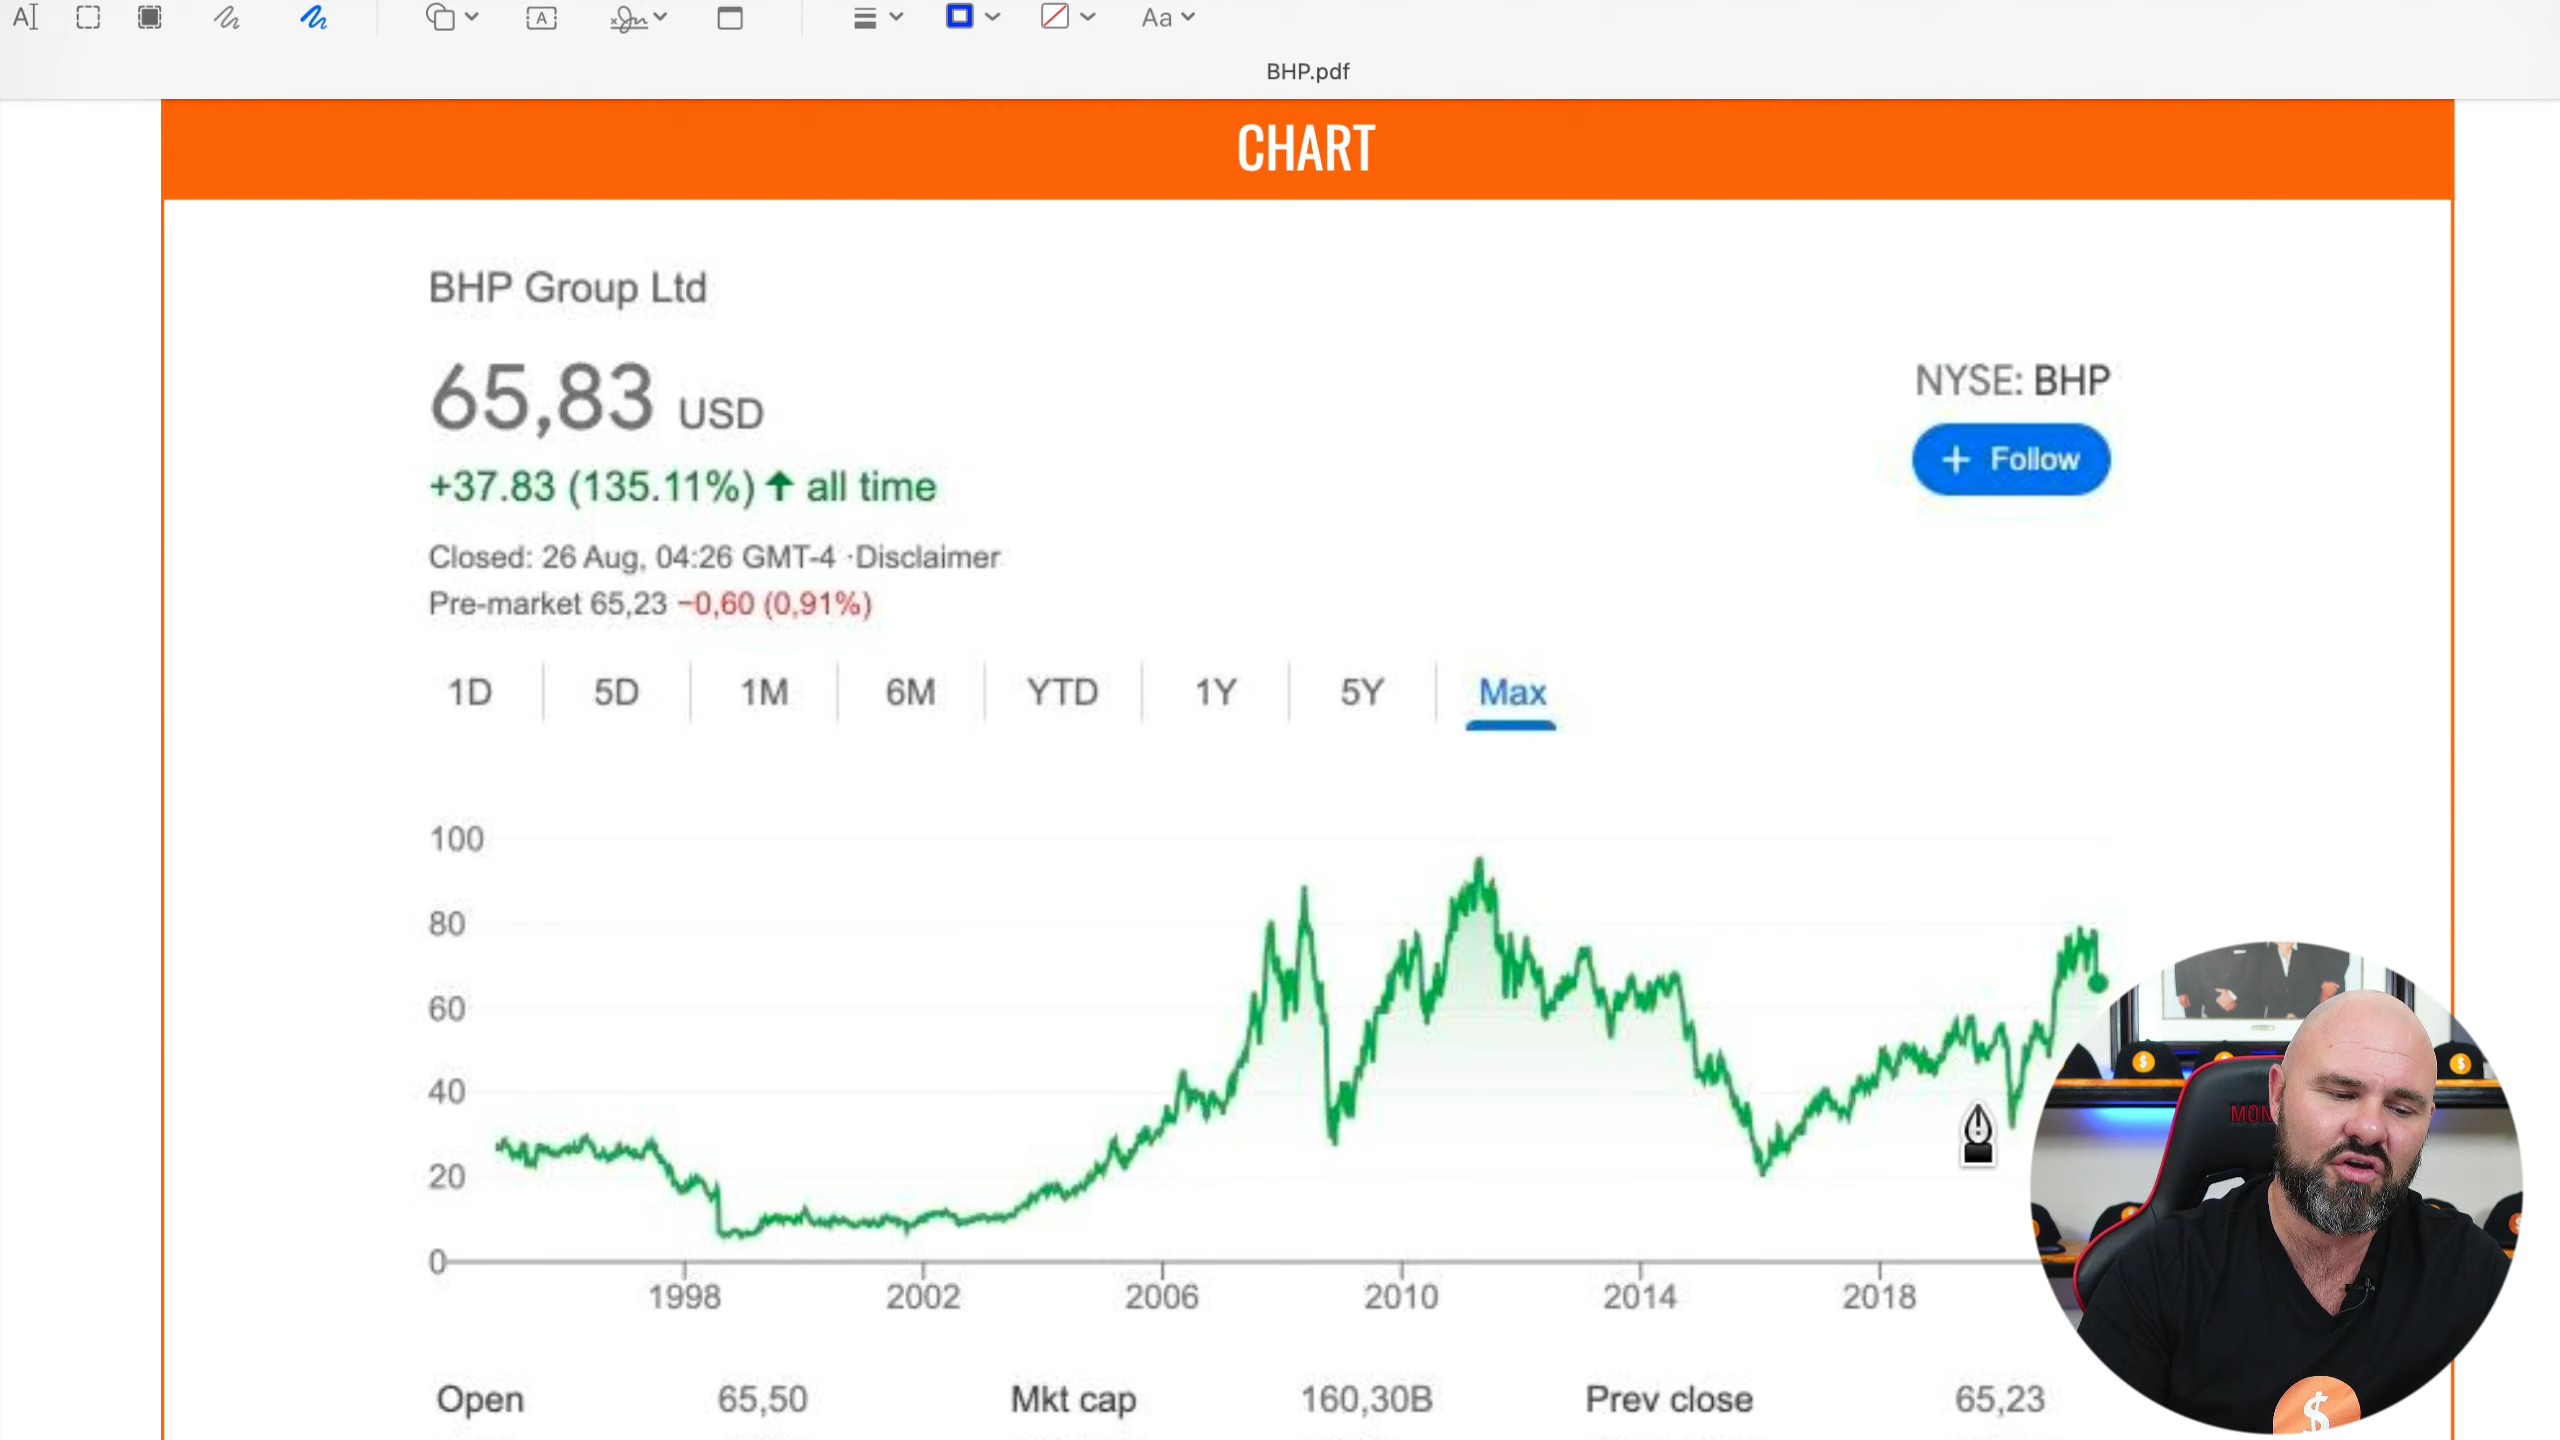 BHP.pdf
CHART
BHP Group Ltd
65,83 USD
NYSE: BHP
+ Follow
+37.83 (135.11%) ↑ all time
Closed: 26 Aug, 04:26 GMT-4 ·Disclaimer
Pre-market 65,23 −0,60 (0,91%)
1D 5D 1M 6M YTD 1Y 5Y Max
100
80
60
40
20
0
1998 2002 2006 2010 2014 2018
Open 65,50 Mkt cap 160,30B Prev close 65,23